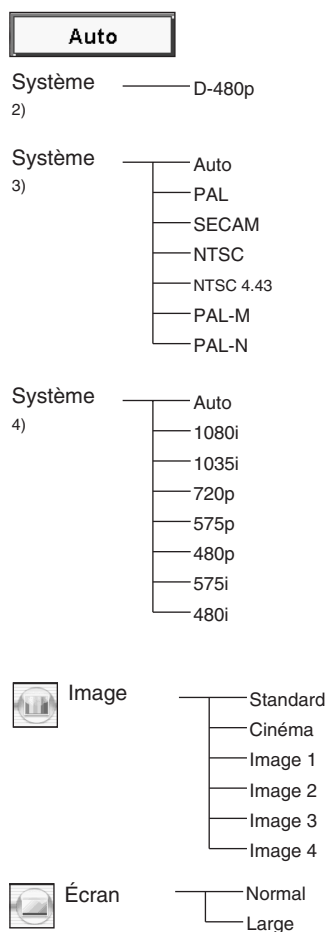 Auto
Système
2)
D-480p
Système
3)
Auto
PAL
SECAM
NTSC
NTSC 4.43
PAL-M
PAL-N
Système
4)
Auto
1080i
1035i
720p
575p
480p
575i
480i
Image
Standard
Cinéma
Image 1
Image 2
Image 3
Image 4
Écran
Normal
Large